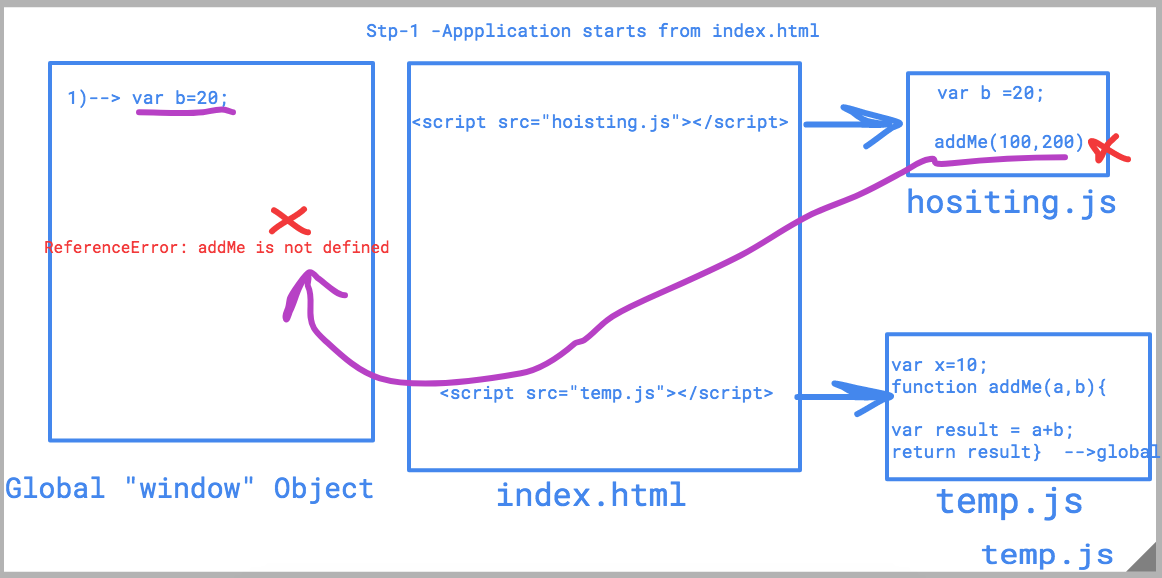 Stp-1 -Appplication starts from index.html
1)--> var b=20;
ReferenceError: addMe is not defined
Global "window" Object
<script src="hoisting.js"></script>
<script src="temp.js"></script>
index.html
var b =20;
addMe(100,200)
hositing.js
var x=10;
function addMe(a,b){
var result = a+b;
return result}  -->global
temp.js
temp.js